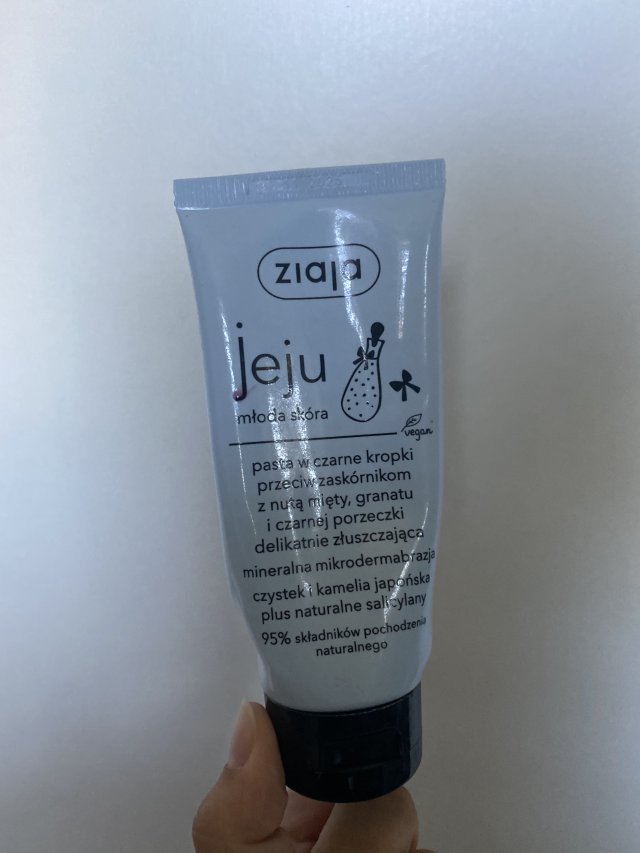 ziaja
jeju
młoda skóra
vegan
pasta w czarne kropki
przeciw zaskórnikom
z nutą mięty, granatu
i czarnej porzeczki
delikatnie złuszczająca
mineralna mikrodermabrazja
czystek i kamelia japońska
plus naturalne salicylany
95% składników pochodzenia
naturalnego